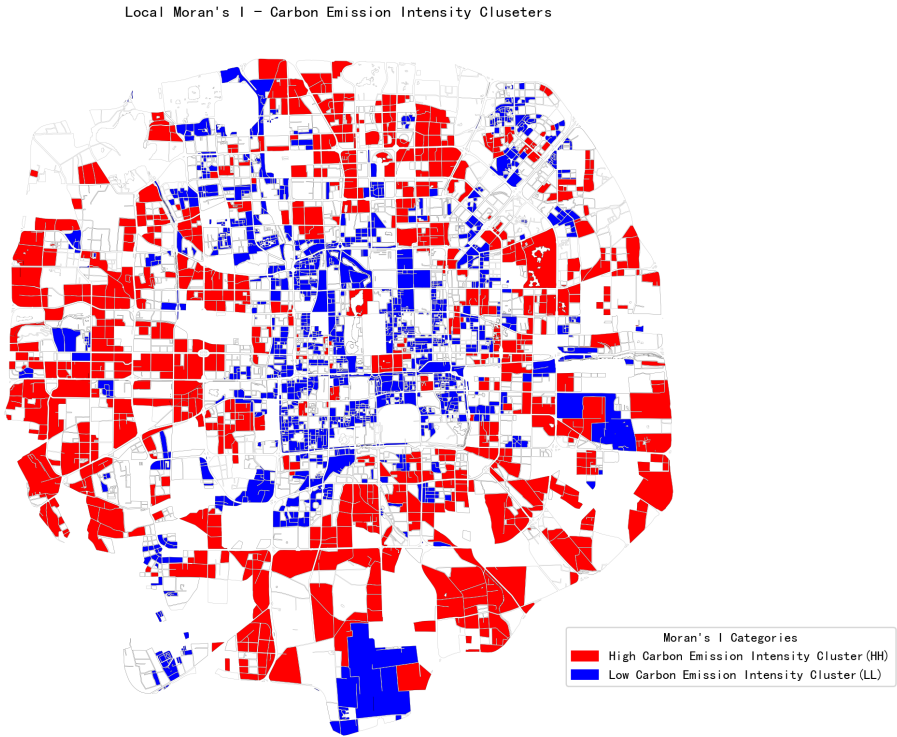 Local Moran's I - Carbon Emission Intensity Cluseters
Moran's I Categories
High Carbon Emission Intensity Cluster(HH)
Low Carbon Emission Intensity Cluster(LL)